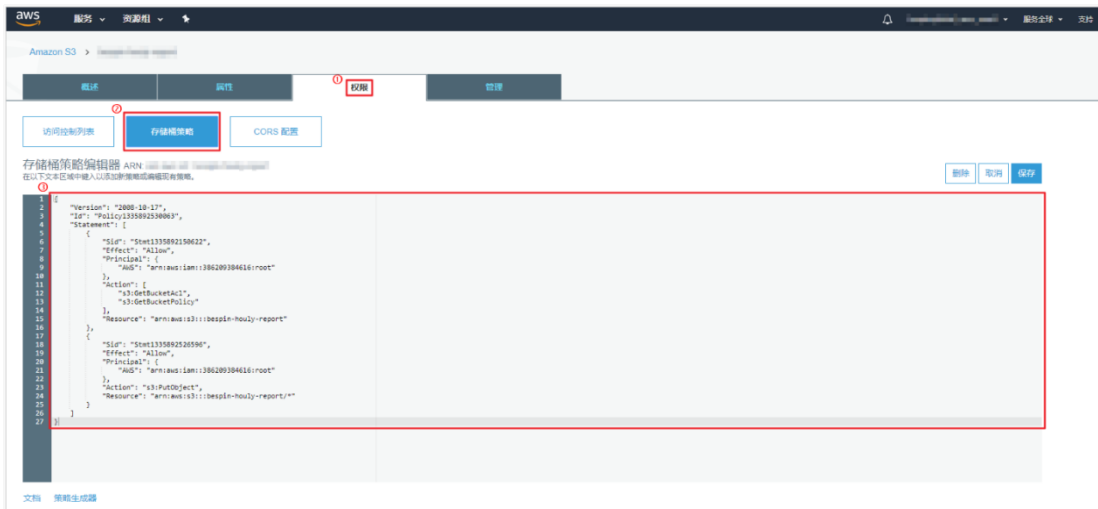 aws 服务 资源组 服务全球 支持
Amazon S3 >
概述 属性 ① 权限 管理
②
访问控制列表 存储桶策略 CORS 配置
存储桶策略编辑器 ARN:
在以下文本区域中键入以添加新策略或编辑现有策略。
删除 取消 保存
③
1 {
2 "Version": "2008-10-17",
3 "Id": "Policy1335892530063",
4 "Statement": [
5 {
6 "Sid": "Stmt1335892150622",
7 "Effect": "Allow",
8 "Principal": {
9 "AWS": "arn:aws:iam::386209384616:root"
10 },
11 "Action": [
12 "s3:GetBucketAcl",
13 "s3:GetBucketPolicy"
14 ],
15 "Resource": "arn:aws:s3:::bespin-houly-report"
16 },
17 {
18 "Sid": "Stmt1335892526596",
19 "Effect": "Allow",
20 "Principal": {
21 "AWS": "arn:aws:iam::386209384616:root"
22 },
23 "Action": "s3:PutObject",
24 "Resource": "arn:aws:s3:::bespin-houly-report/*"
25 }
26 ]
27 }
文档 策略生成器